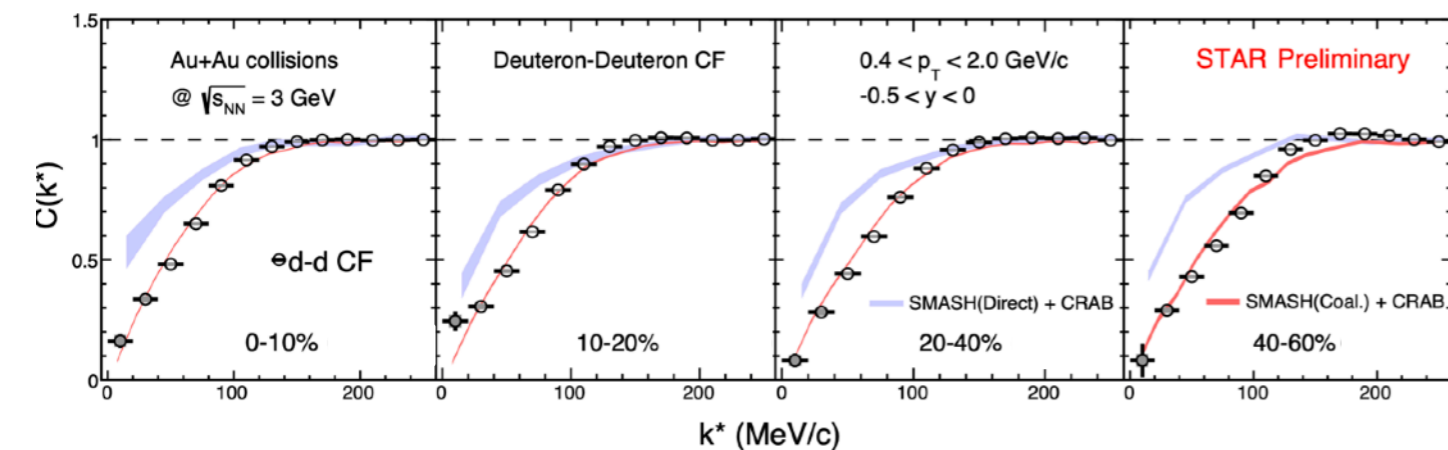 Au+Au collisions
@ √s_NN = 3 GeV
Deuteron-Deuteron CF
0.4 < p_T < 2.0 GeV/c
-0.5 < y < 0
STAR Preliminary
C(k*)
1.5
1
0.5
0
d-d CF
SMASH(Direct) + CRAB
SMASH(Coal.) + CRAB.
0-10%
10-20%
20-40%
40-60%
0 100 200 0 100 200 0 100 200 0 100 200
k* (MeV/c)